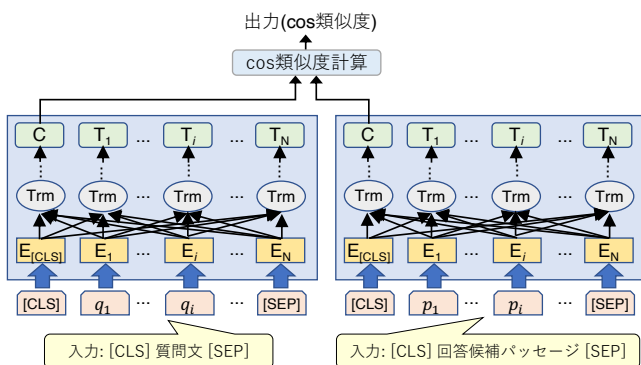 出力(cos類似度)
cos類似度計算
C T1 ... Ti ... TN C T1 ... Ti ... TN
Trm Trm ... Trm ... Trm Trm Trm ... Trm ... Trm
E[CLS] E1 ... Ei ... EN E[CLS] E1 ... Ei ... EN
[CLS] q1 ... qi ... [SEP] [CLS] p1 ... pi ... [SEP]
入力: [CLS] 質問文 [SEP] 入力: [CLS] 回答候補パッセージ [SEP]